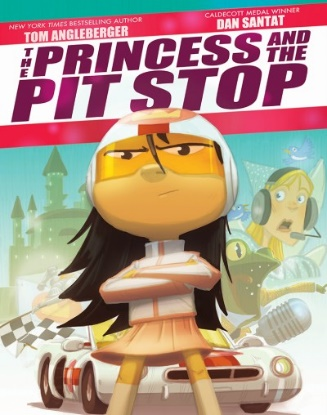 NEW YORK TIMES BESTSELLING AUTHOR
TOM ANGLEBERGER
CALDECOTT MEDAL WINNER
DAN SANTAT
THE PRINCESS AND THE
PIT STOP